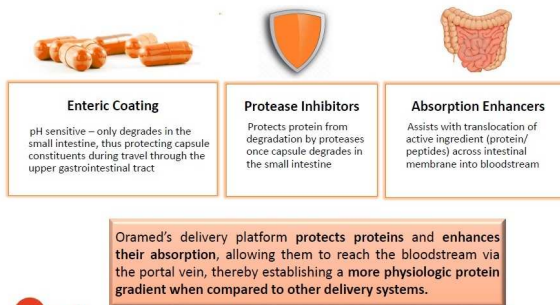 Enteric Coating
pH sensitive – only degrades in the
small intestine, thus protecting capsule
constituents during travel through the
upper gastrointestinal tract
Protease Inhibitors
Protects protein from
degradation by proteases
once capsule degrades in
the small intestine
Absorption Enhancers
Assists with translocation of
active ingredient (protein/
peptides) across intestinal
membrane into bloodstream
Oramed’s delivery platform protects proteins and enhances
their absorption, allowing them to reach the bloodstream via
the portal vein, thereby establishing a more physologic protein
gradient when compared to other delivery systems.